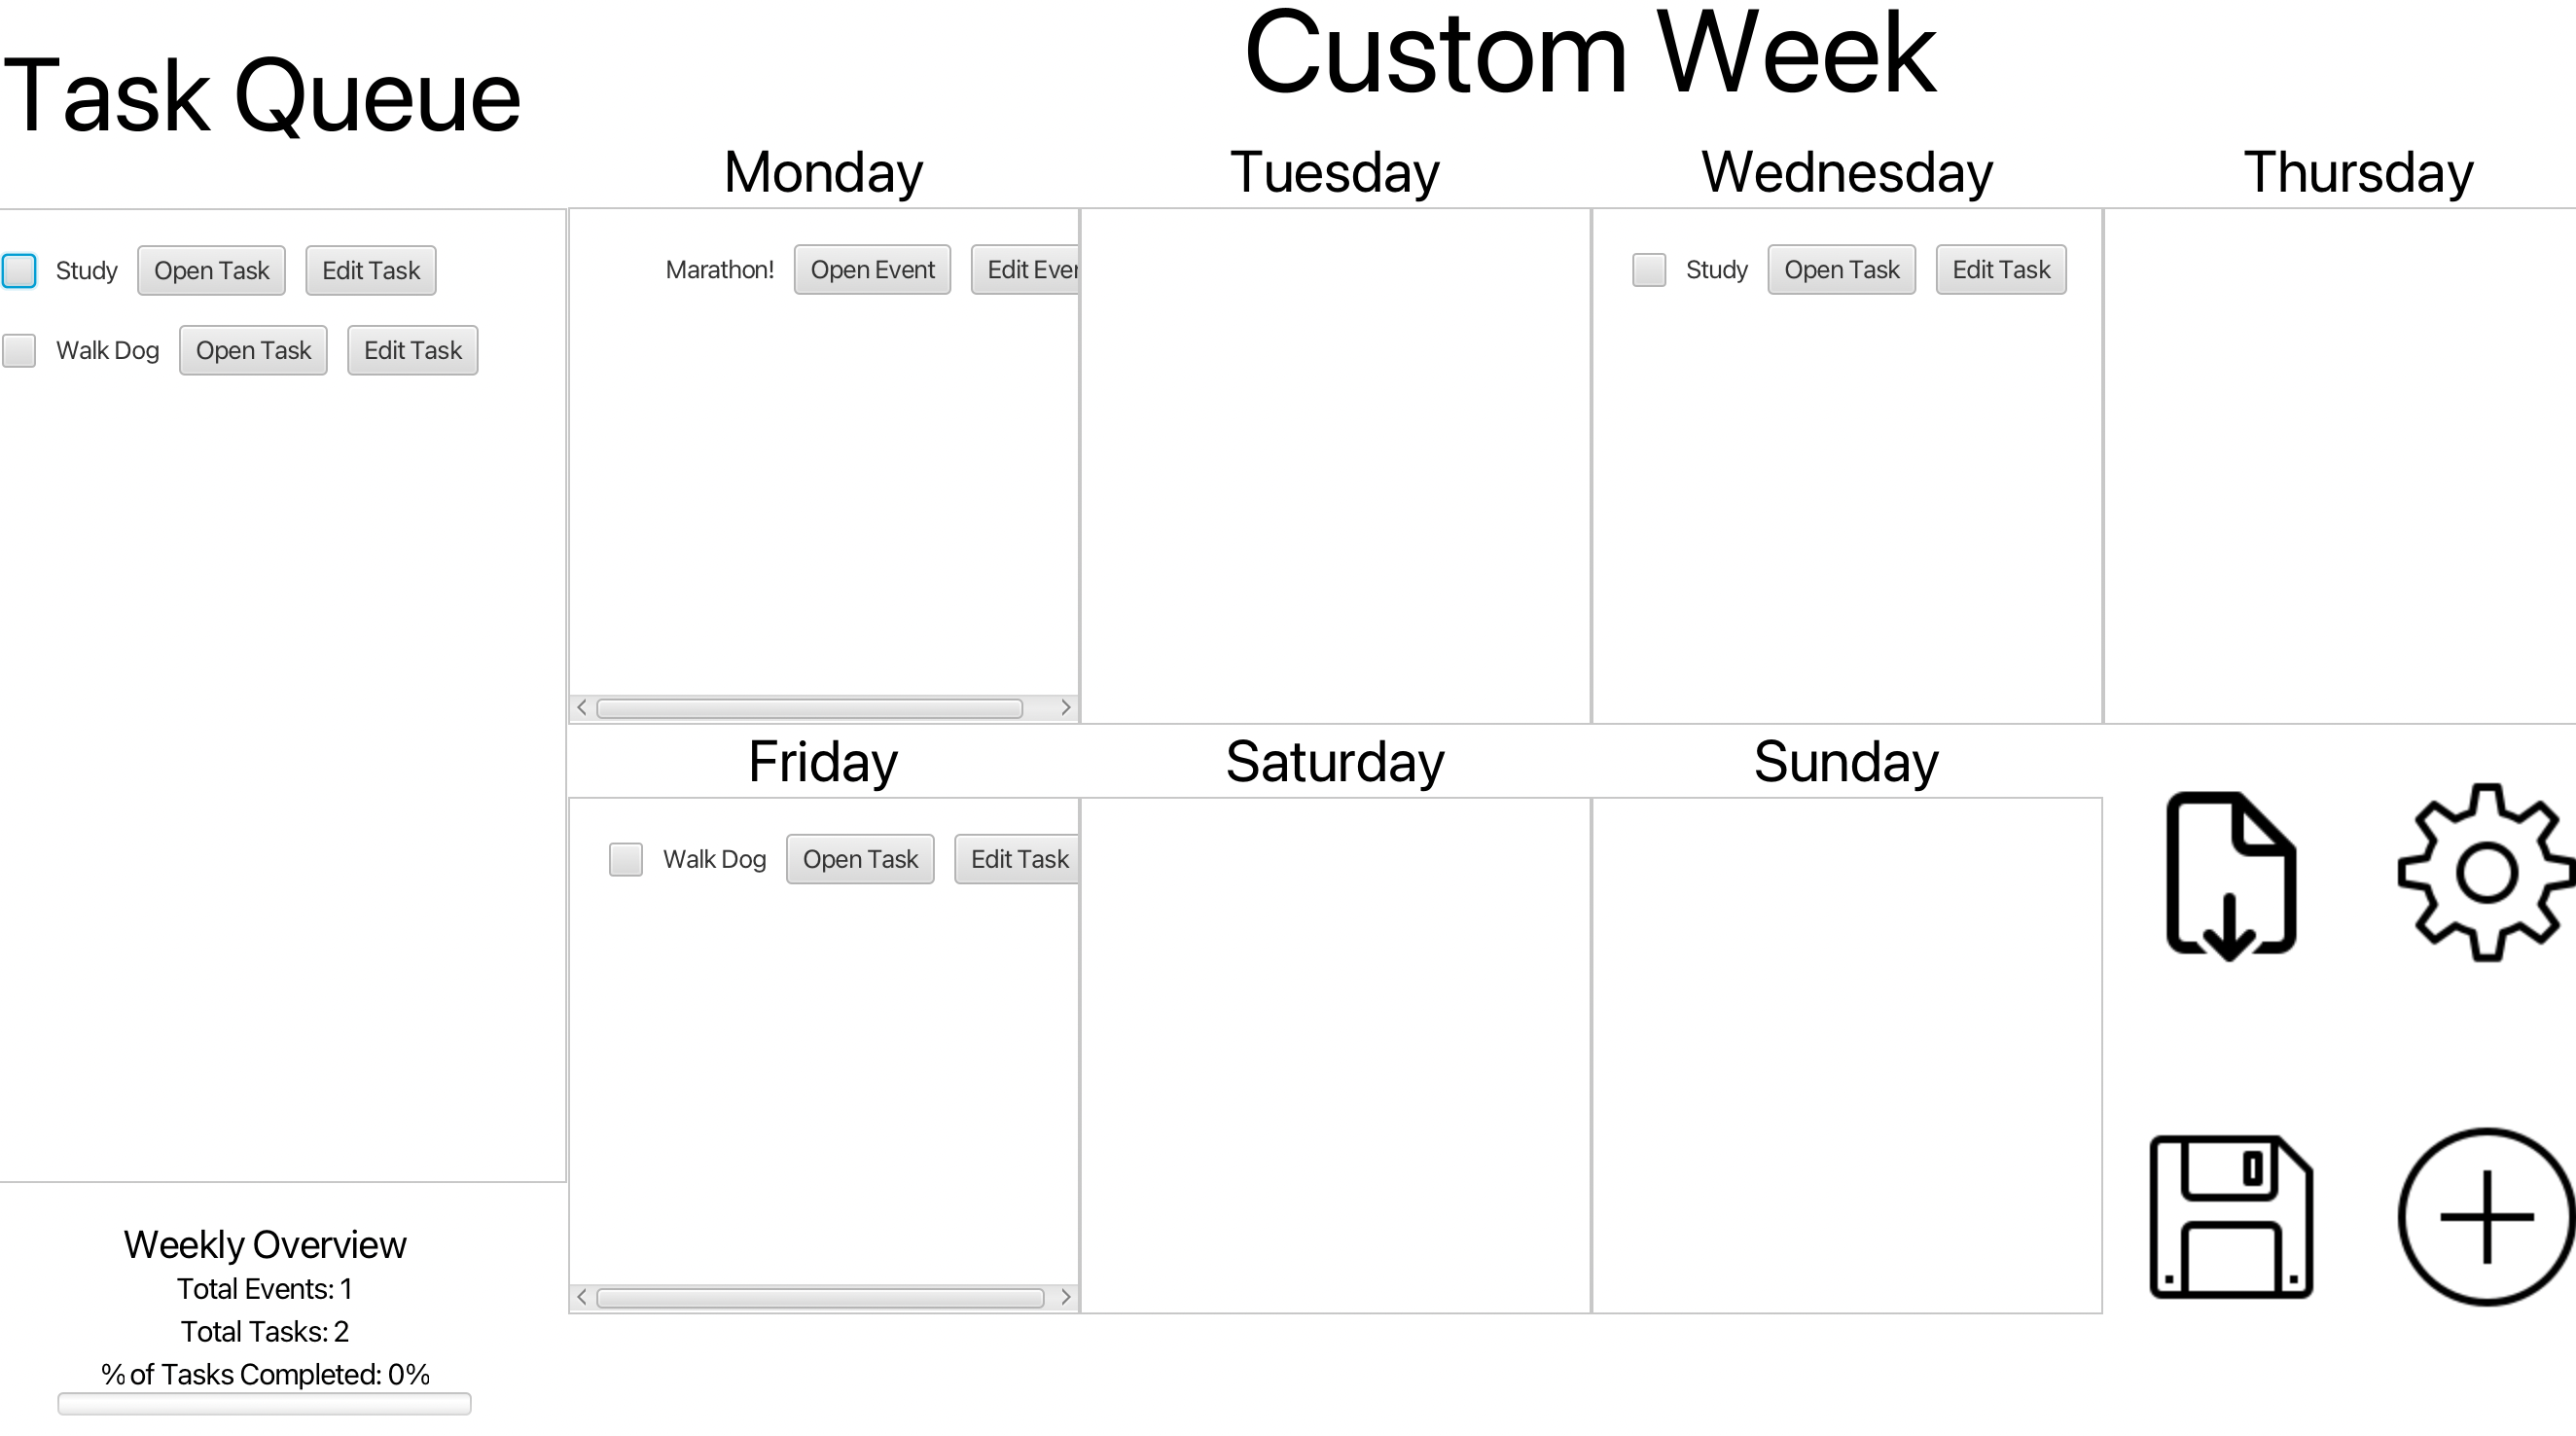 Custom Week
Task Queue
Monday
Tuesday
Wednesday
Thursday
Study Open Task Edit Task
Walk Dog Open Task Edit Task
Marathon! Open Event Edit Ever
Study Open Task Edit Task
Friday
Saturday
Sunday
Walk Dog Open Task Edit Task
Weekly Overview
Total Events: 1
Total Tasks: 2
% of Tasks Completed: 0%